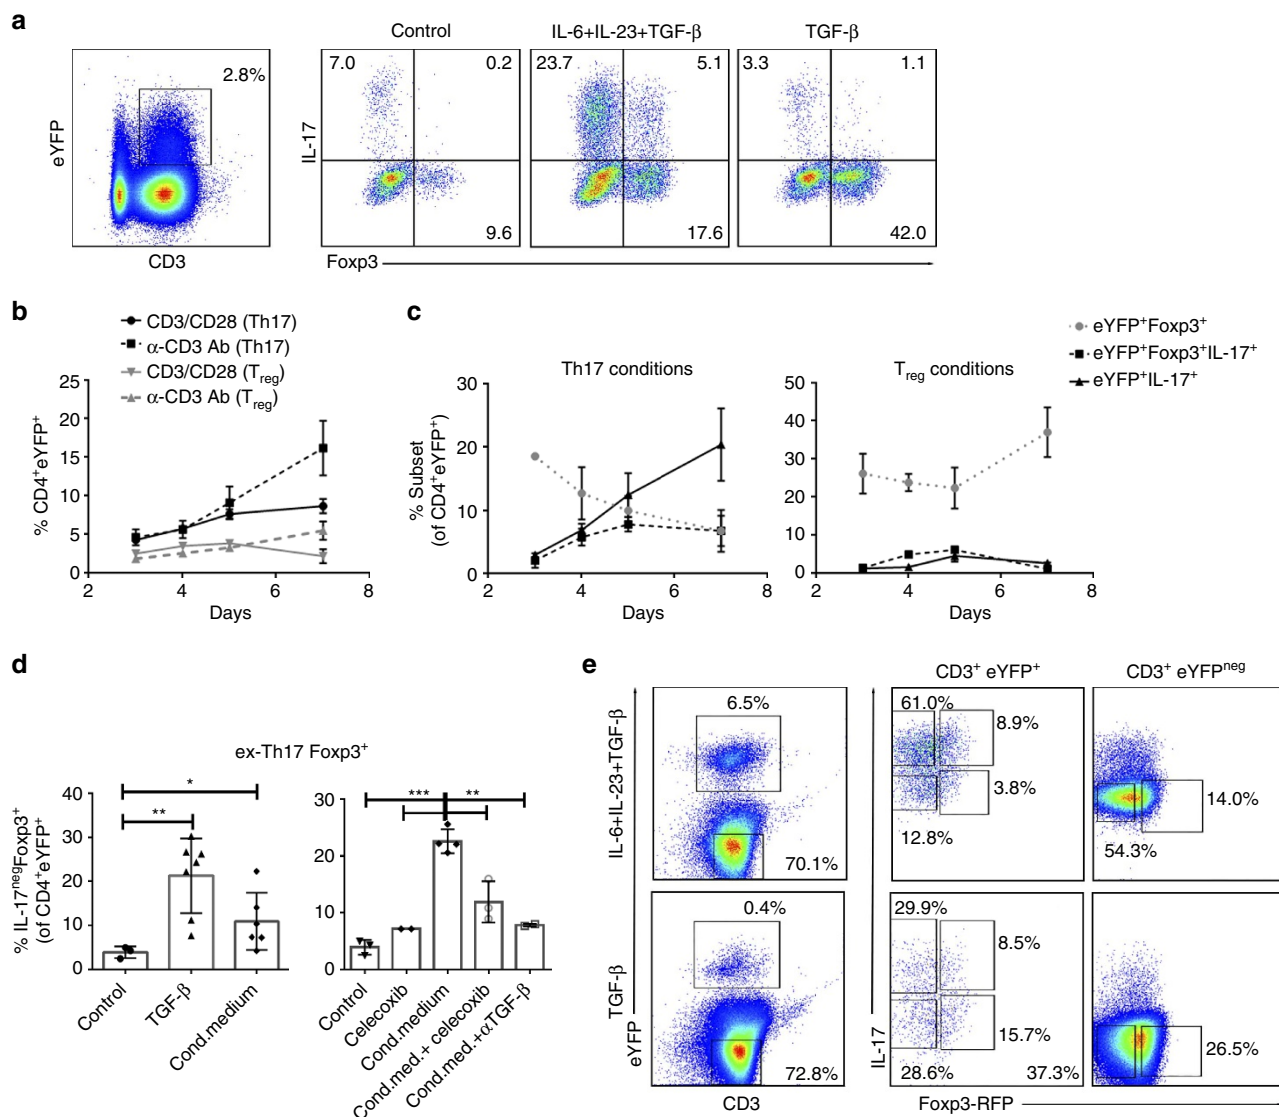 a
Control
IL-6+IL-23+TGF-β
TGF-β
2.8%
eYFP
CD3
7.0
0.2
9.6
23.7
5.1
17.6
3.3
1.1
42.0
IL-17
Foxp3
b
CD3/CD28 (Th17)
α-CD3 Ab (Th17)
CD3/CD28 (Treg)
α-CD3 Ab (Treg)
% CD4+eYFP+
25
20
15
10
5
0
2 4 6 8
Days
c
Th17 conditions
% Subset
(of CD4+eYFP+)
30
20
10
0
2 4 6 8
Days
Treg conditions
50
40
30
20
10
0
2 4 6 8
Days
eYFP+Foxp3+
eYFP+Foxp3+IL-17+
eYFP+IL-17+
d
ex-Th17 Foxp3+
% IL-17negFoxp3+
(of CD4+eYFP+
40
30
20
10
0
*
**
Control
TGF-β
Cond.medium
30
20
10
0
*** **
Control
Celecoxib
Cond.medium
Cond.med.+ celecoxib
Cond.med.+αTGF-β
e
CD3+ eYFP+
CD3+ eYFPneg
IL-6+IL-23+TGF-β
6.5%
70.1%
61.0%
8.9%
3.8%
12.8%
14.0%
54.3%
TGF-β
eYFP
0.4%
72.8%
CD3
IL-17
29.9%
8.5%
15.7%
28.6%
37.3%
26.5%
Foxp3-RFP